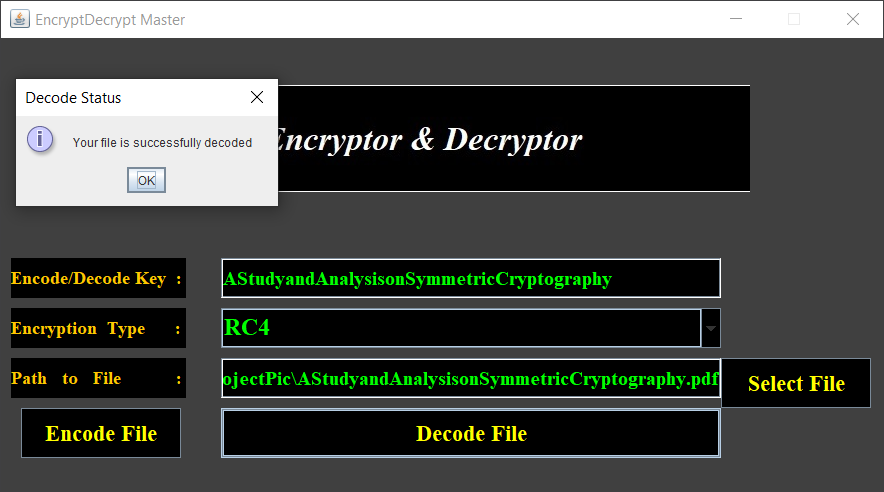 EncryptDecrypt Master
Decode Status
Your file is successfully decoded
OK
Encryptor & Decryptor
Encode/Decode Key :
AStudyandAnalysisonSymmetricCryptography
Encryption Type :
RC4
Path to File :
ojectPic\AStudyandAnalysisonSymmetricCryptography.pdf
Select File
Encode File
Decode File